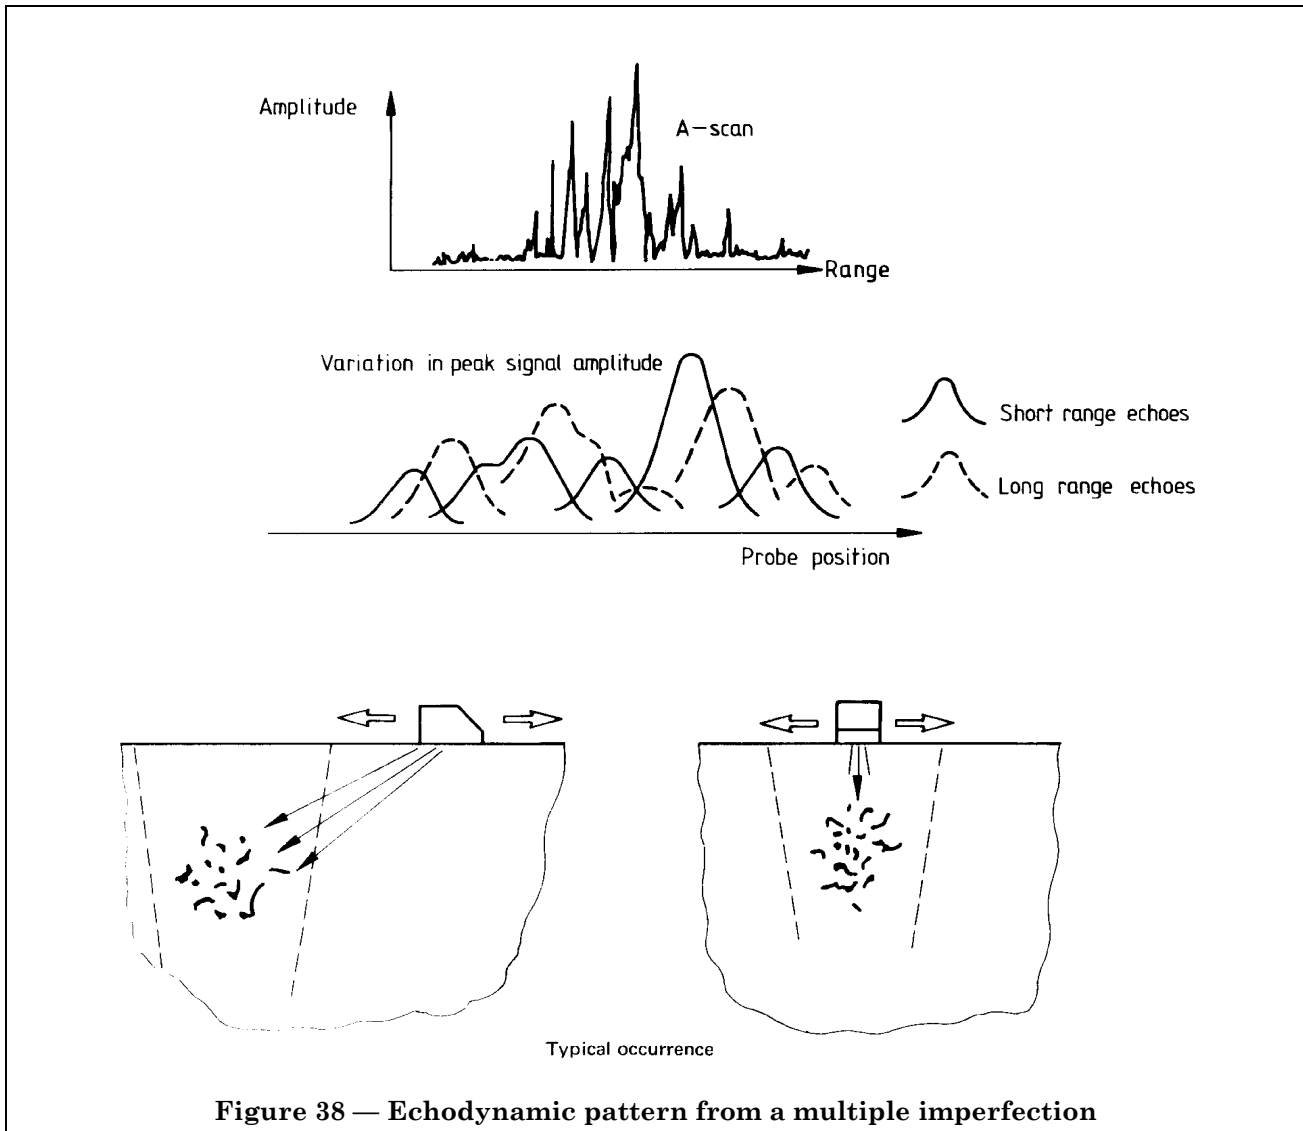 Amplitude
A-scan
Range
Variation in peak signal amplitude
Short range echoes
Long range echoes
Probe position
Typical occurrence
Figure 38 — Echodynamic pattern from a multiple imperfection